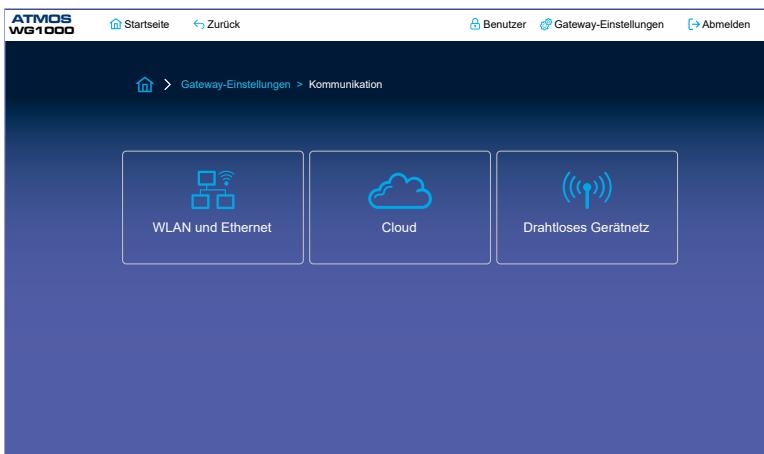 ATMOS
WG1000
Startseite Zurück Benutzer Gateway-Einstellungen Abmelden
Gateway-Einstellungen > Kommunikation
WLAN und Ethernet Cloud Drahtloses Gerätnetz